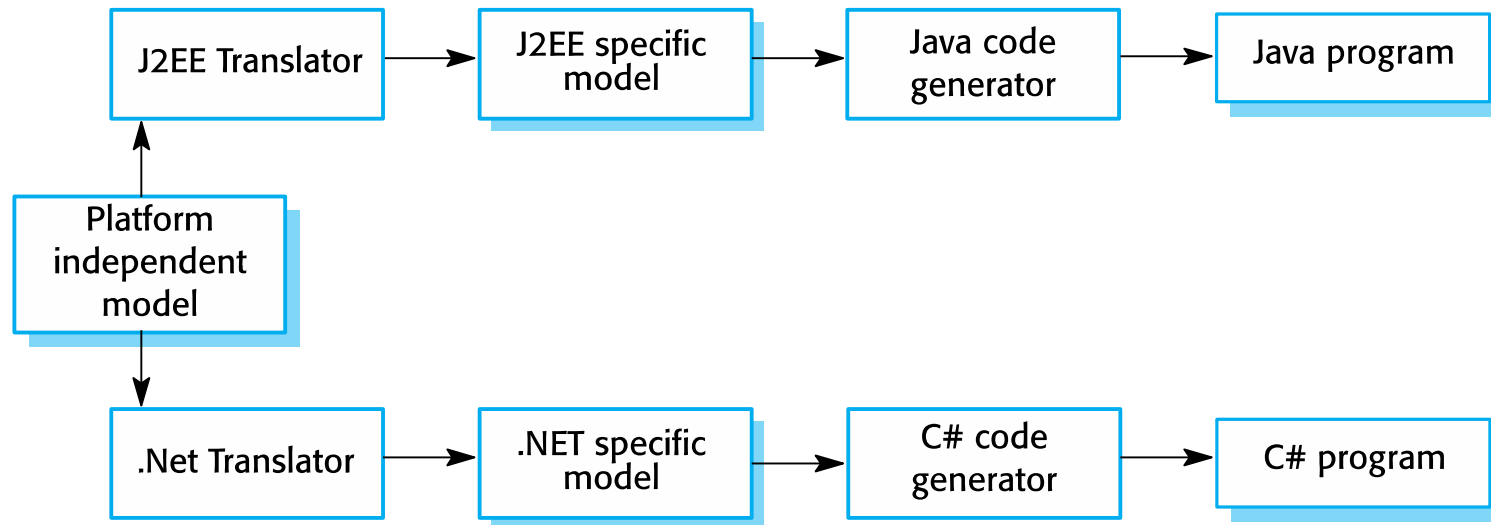 J2EE Translator
J2EE specific
model
Java code
generator
Java program
Platform
independent
model
.Net Translator
.NET specific
model
C# code
generator
C# program